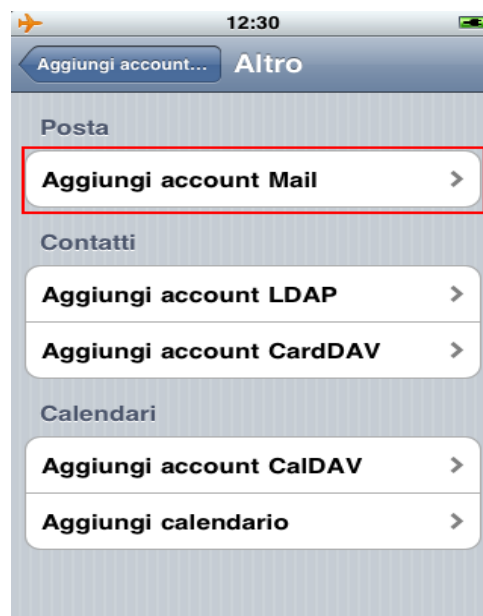 12:30
Aggiungi account...
Altro
Posta
Aggiungi account Mail
Contatti
Aggiungi account LDAP
Aggiungi account CardDAV
Calendari
Aggiungi account CalDAV
Aggiungi calendario